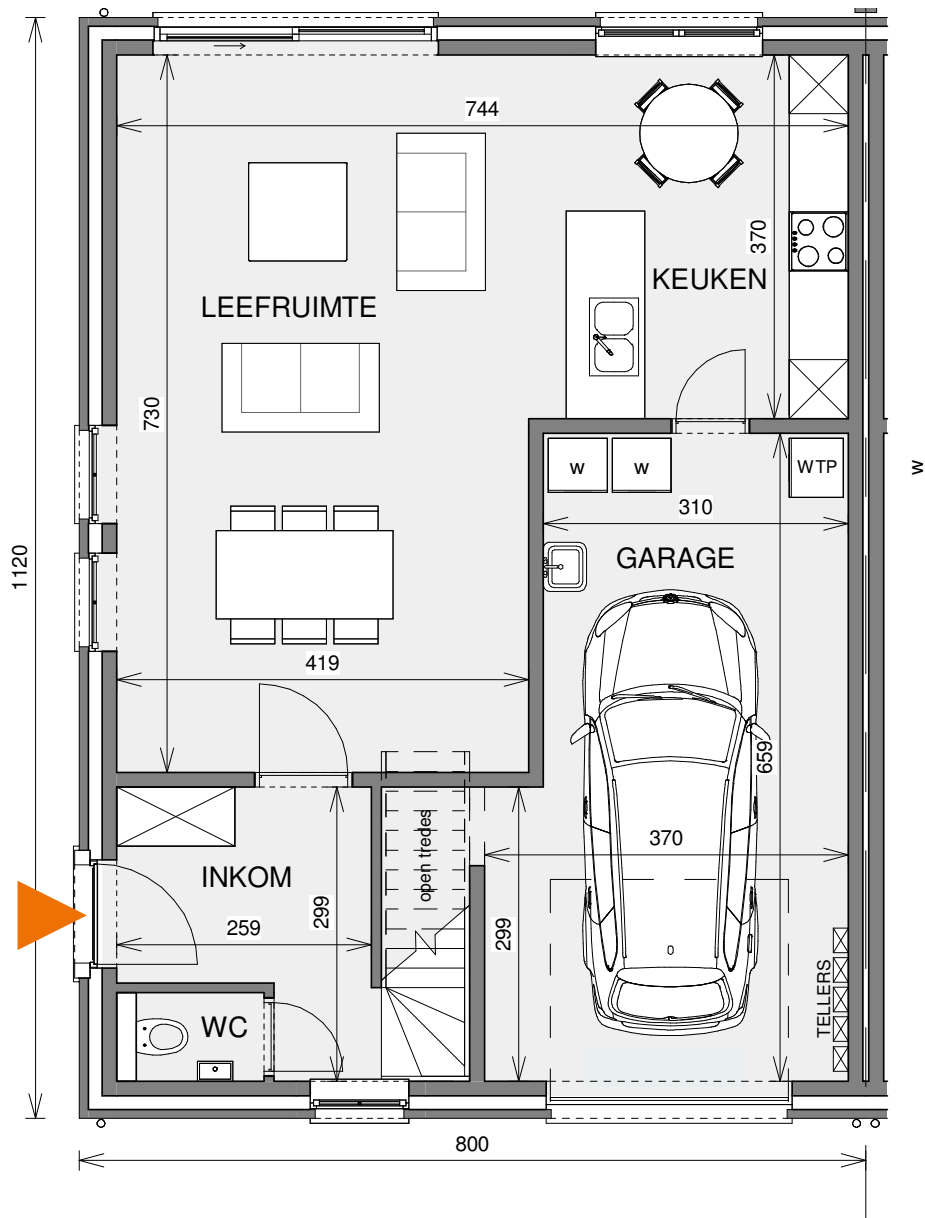 744
KEUKEN
370
LEEFRUIMTE
730
w
w
WTP
w
310
GARAGE
1120
419
659
open tredes
370
INKOM
299
259
299
TELLERS
WC
800